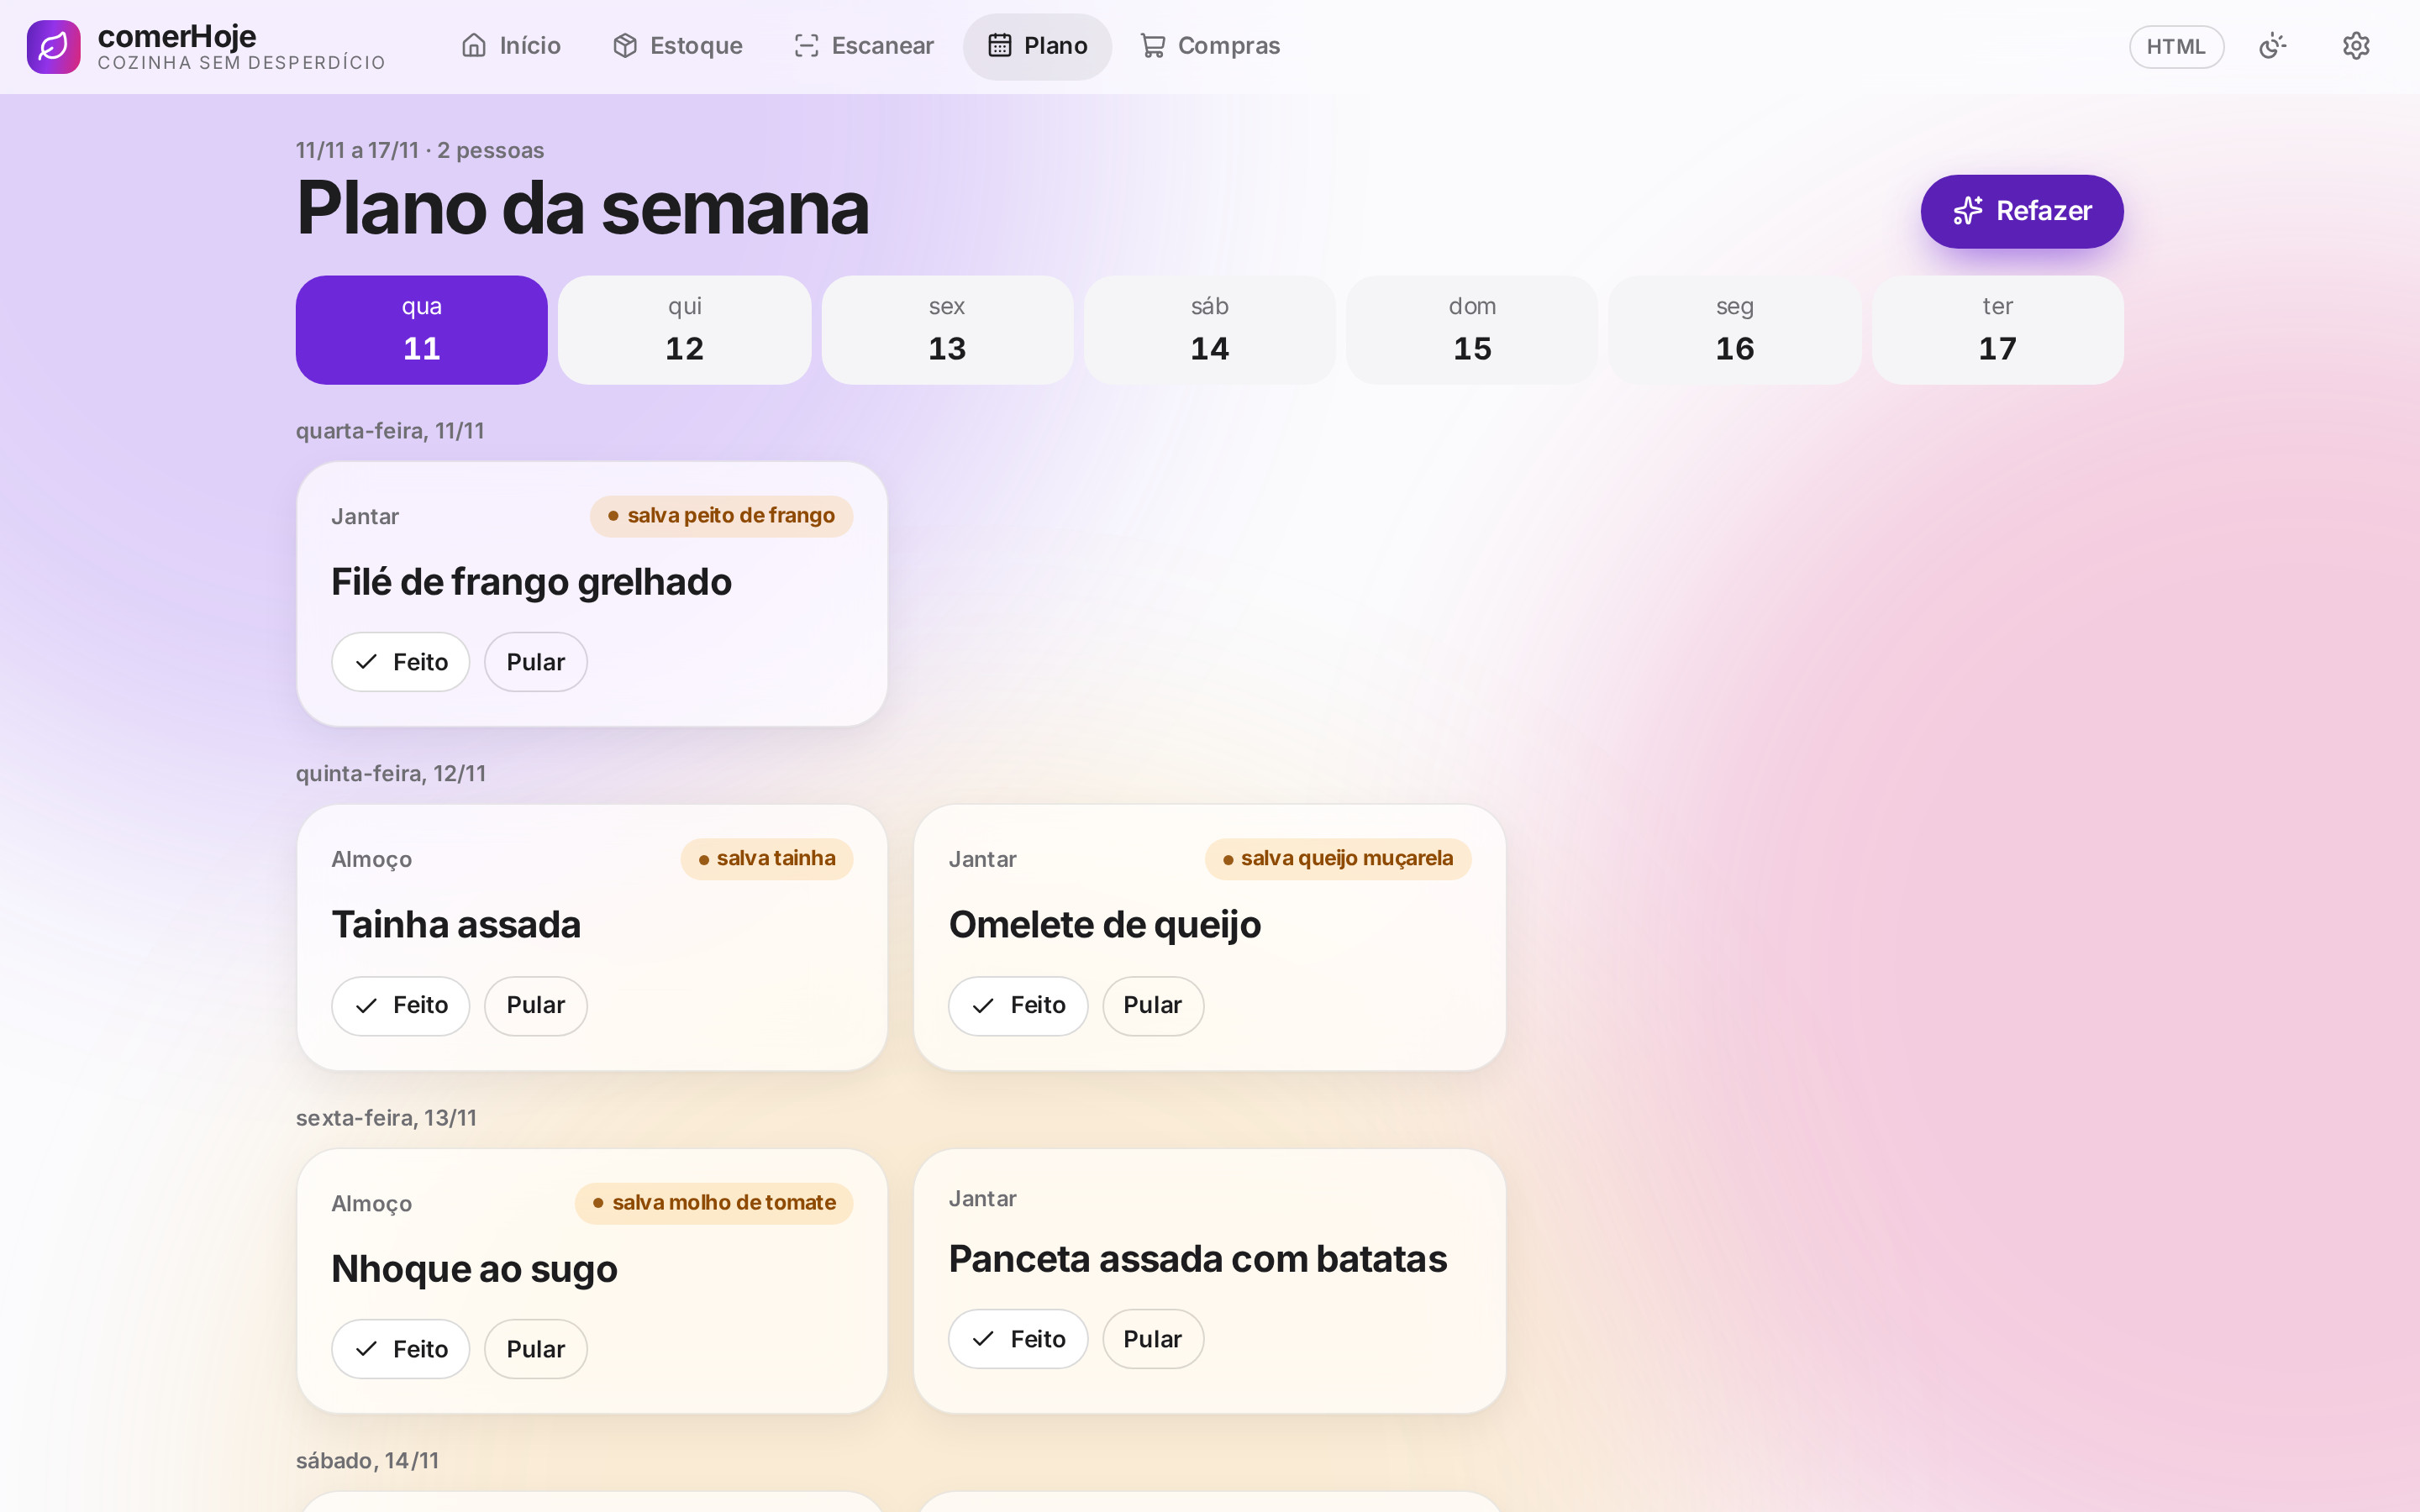 comerHoje
COZINHA SEM DESPERDÍCIO
Início
Estoque
Escanear
Plano
Compras
HTML
11/11 a 17/11 · 2 pessoas
Plano da semana
Refazer
qua
11
qui
12
sex
13
sáb
14
dom
15
seg
16
ter
17
quarta-feira, 11/11
Jantar
salva peito de frango
Filé de frango grelhado
Feito
Pular
quinta-feira, 12/11
Almoço
salva tainha
Tainha assada
Feito
Pular
Jantar
salva queijo muçarela
Omelete de queijo
Feito
Pular
sexta-feira, 13/11
Almoço
salva molho de tomate
Nhoque ao sugo
Feito
Pular
Jantar
Panceta assada com batatas
Feito
Pular
sábado, 14/11